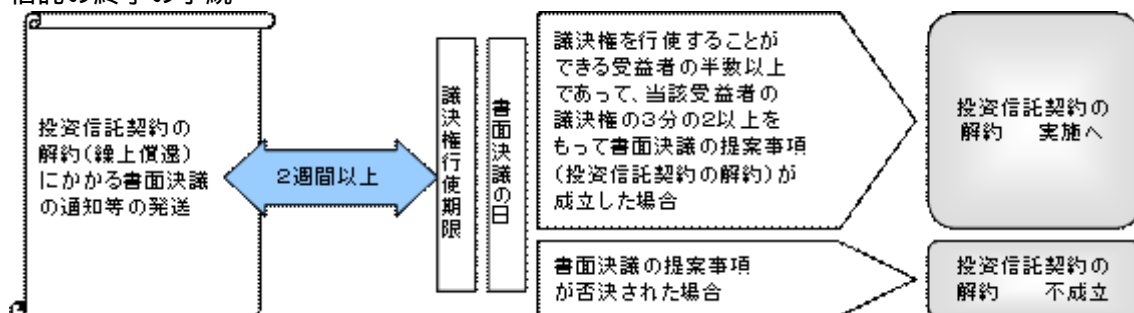 投資信託契約の
解約(繰上償還)
にかかる書面決議
の通知等の発送
2週間以上
議決権行使期限
書面決議の日
議決権を行使することが
できる受益者の半数以上
であって、当該受益者の
議決権の3分の2以上を
もって書面決議の提案事項
(投資信託契約の解約)が
成立した場合
投資信託契約の
解約　実施へ
書面決議の提案事項
が否決された場合
投資信託契約の
解約　不成立